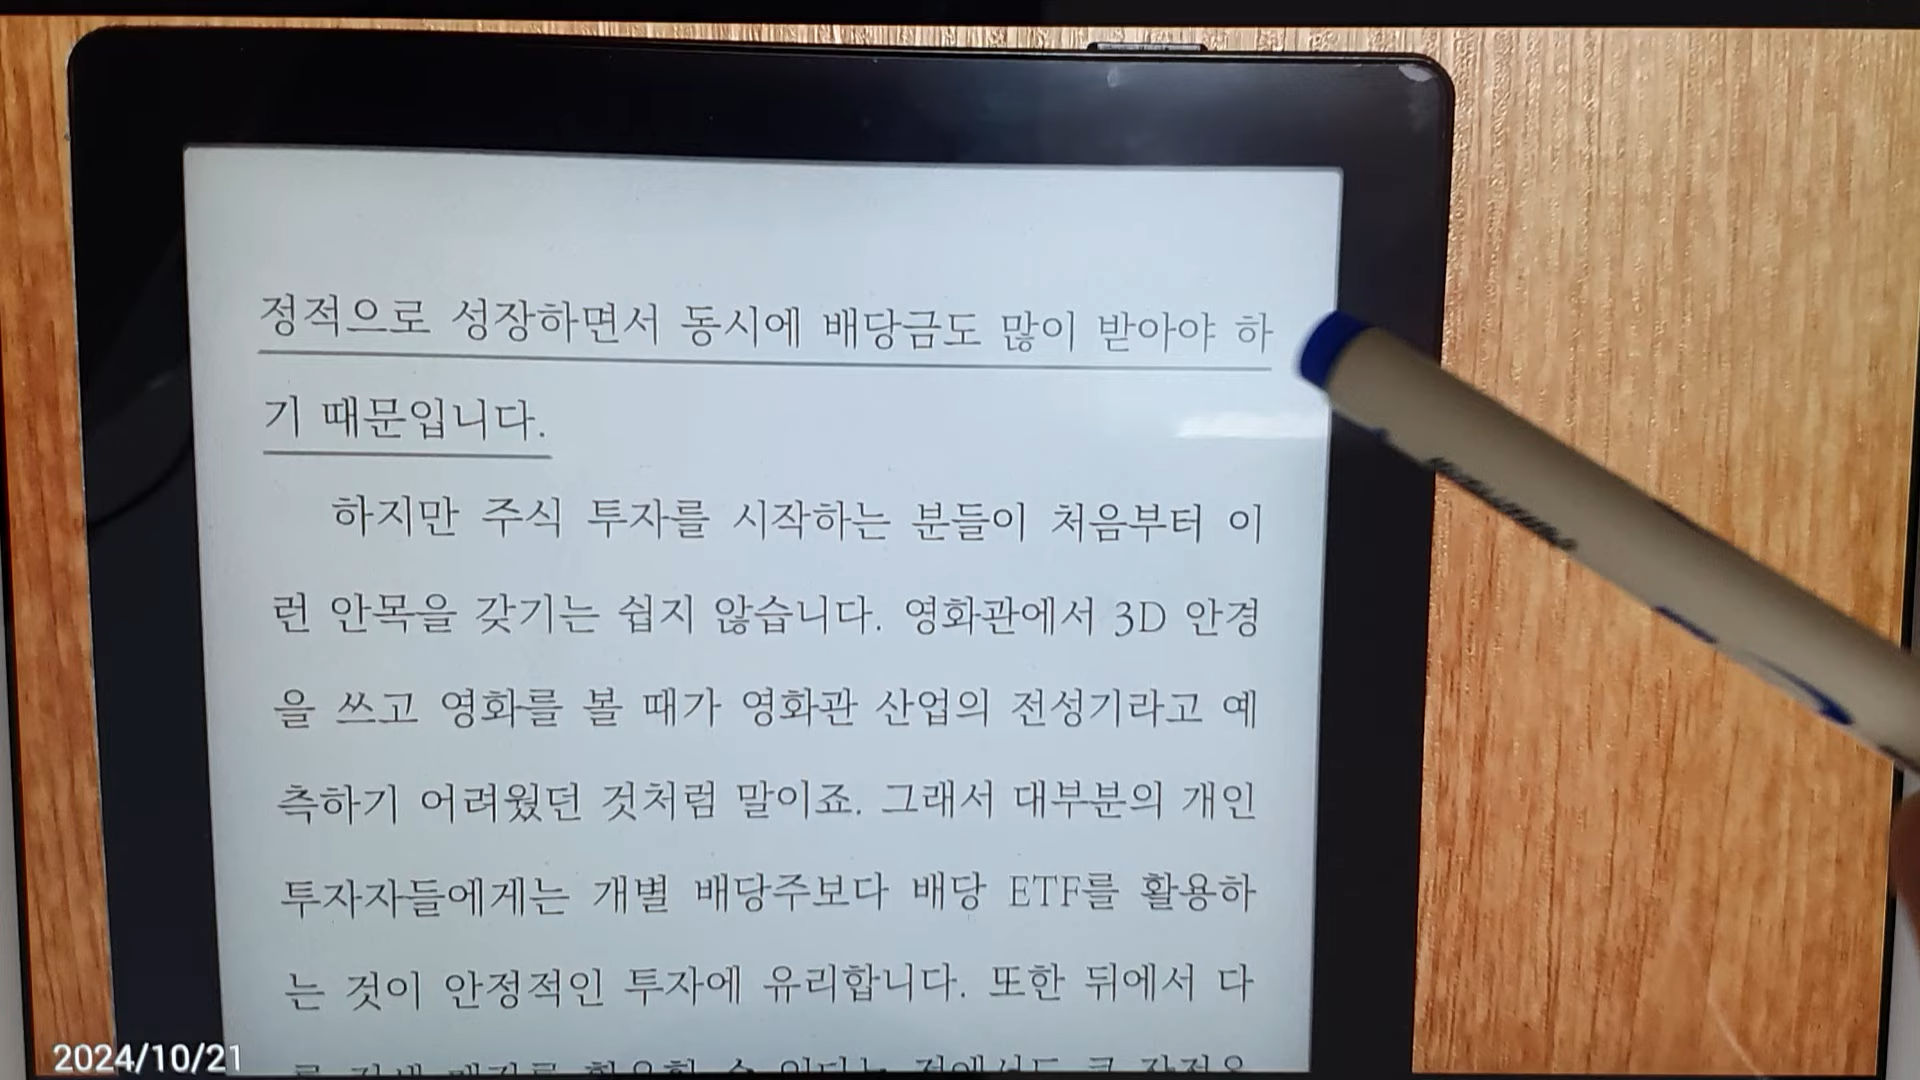 정적으로 성장하면서 동시에 배당금도 많이 받아야 하
기 때문입니다.
하지만 주식 투자를 시작하는 분들이 처음부터 이
런 안목을 갖기는 쉽지 않습니다. 영화관에서 3D 안경
을 쓰고 영화를 볼 때가 영화관 산업의 전성기라고 예
측하기 어려웠던 것처럼 말이죠. 그래서 대부분의 개인
투자자들에게는 개별 배당주보다 배당 ETF를 활용하
는 것이 안정적인 투자에 유리합니다. 또한 뒤에서 다
2024/10/21